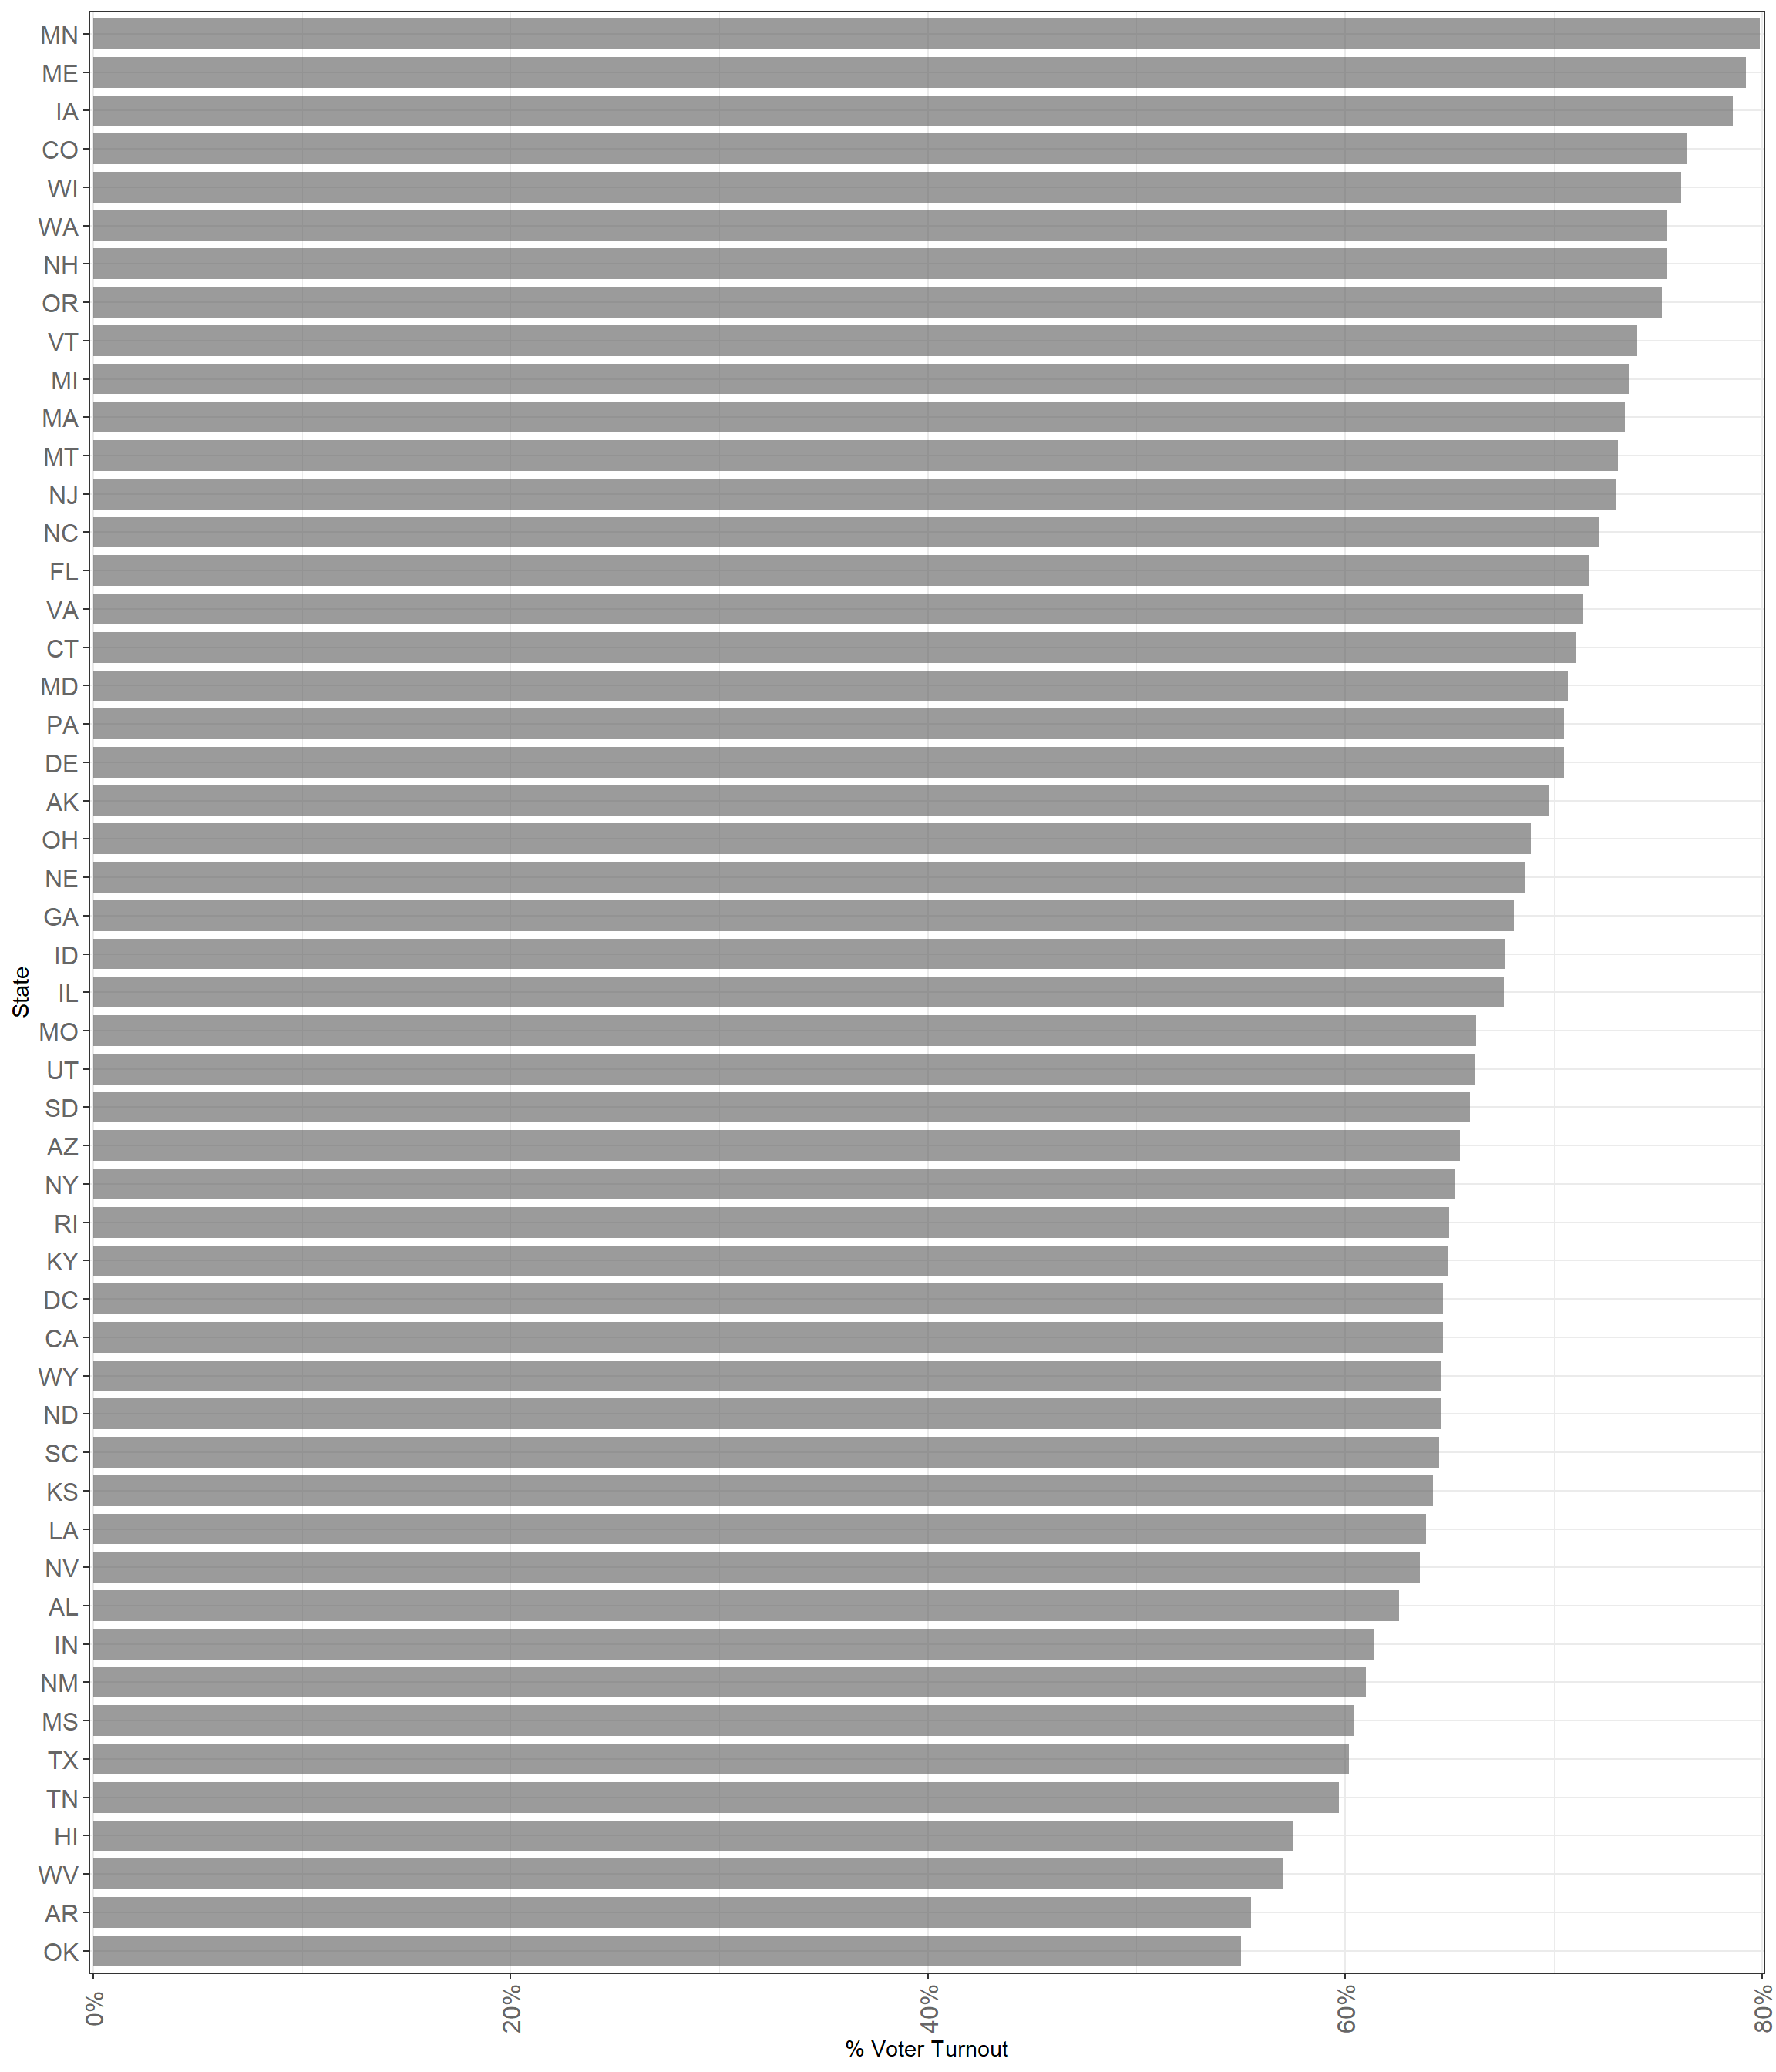 MN
ME
IA
CO
WI
WA
NH
OR
VT
MI
MA
MT
NJ
NC
FL
VA
CT
MD
PA
DE
AK
OH
NE
GA
ID
IL
MO
UT
SD
AZ
NY
RI
KY
DC
CA
WY
ND
SC
KS
LA
NV
AL
IN
NM
MS
TX
TN
HI
WV
AR
OK
State
0%
20%
40%
60%
80%
% Voter Turnout